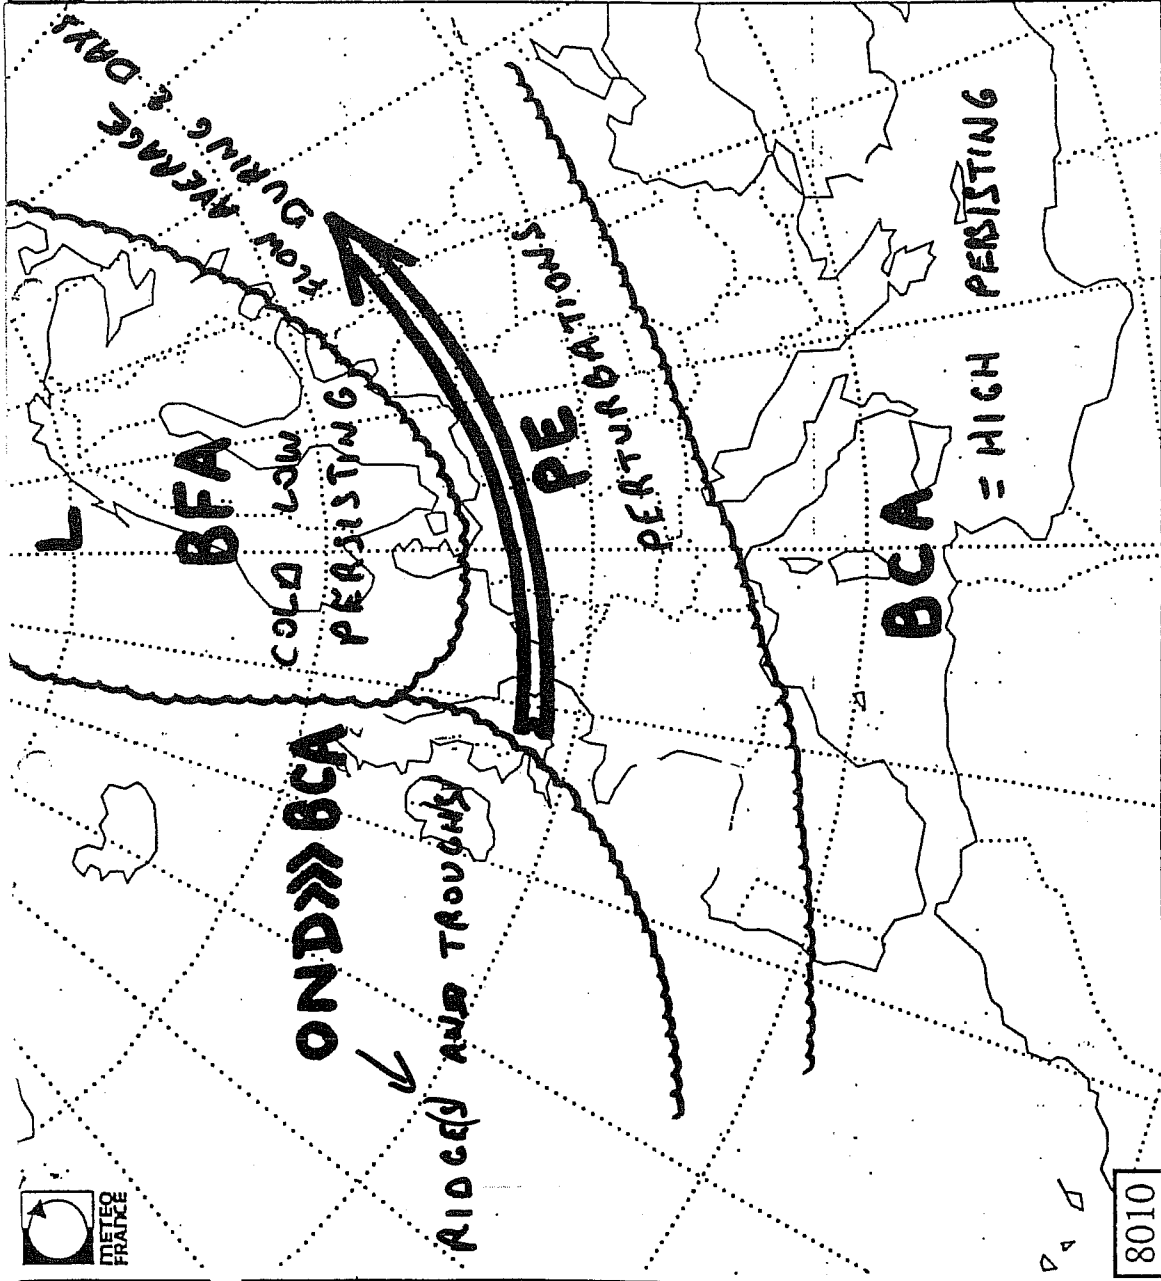 METEO
FRANCE
L
BFA
COLD LOW
PERSISTING
FLOW AVERAGE
DURING 2 DAYS
OND>>>BCA
RIDGE(S) AND TROUGHS
PE
PERTURBATIONS
BCA
= HIGH PERSISTING
8010